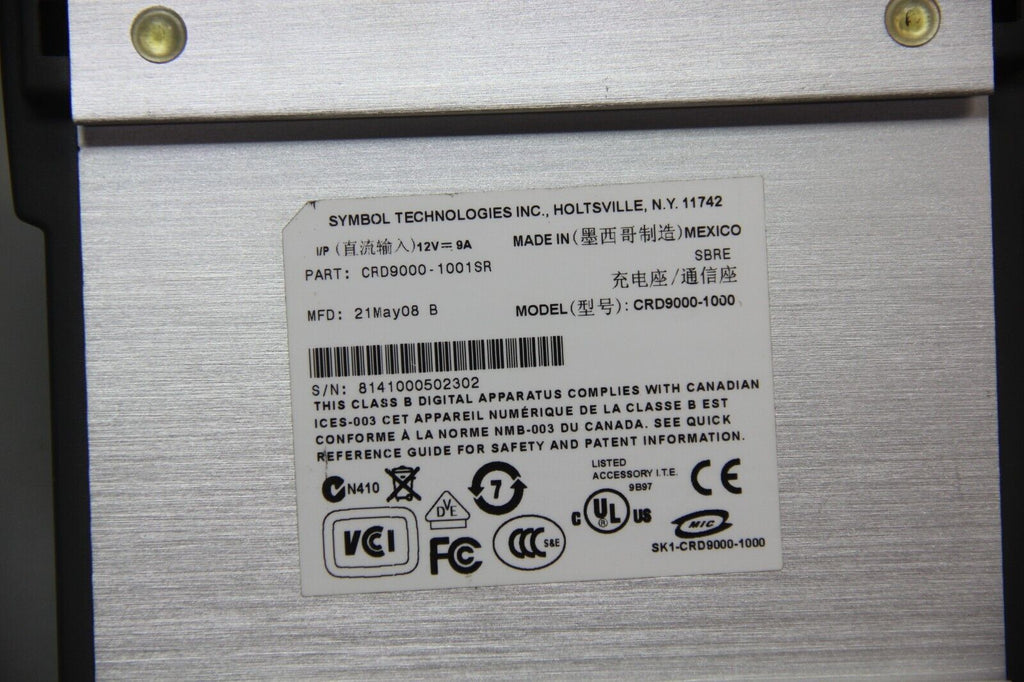 SYMBOL TECHNOLOGIES INC., HOLTSVILLE, N.Y. 11742
I/P (直流输入)12V⎓9A
MADE IN(墨西哥制造)MEXICO
PART: CRD9000-1001SR
SBRE
充电座/通信座
MFD: 21May08 B
MODEL(型号): CRD9000-1000
S/N: 8141000502302
THIS CLASS B DIGITAL APPARATUS COMPLIES WITH CANADIAN
ICES-003 CET APPAREIL NUMÉRIQUE DE LA CLASSE B EST
CONFORME À LA NORME NMB-003 DU CANADA. SEE QUICK
REFERENCE GUIDE FOR SAFETY AND PATENT INFORMATION.
N410
DVE
7
LISTED
ACCESSORY I.T.E.
9B97
CE
VCI
FC
CCC S&E
C UL ® US
MIC
SK1-CRD9000-1000